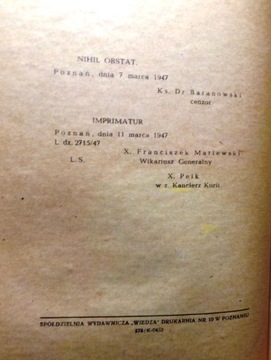 NIHIL OBSTAT.
Poznań, dnia 7 marca 1947
Ks. Dr Baranowski
cenzor
IMPRIMATUR
Poznań, dnia 11 marca 1947
L. dz. 2715/47
X. Franciszek Marlewski
L. S. Wikariusz Generalny
X. Peik
w z. Kanclerz Kurii
SPÓŁDZIELNIA WYDAWNICZA „WIEDZA" DRUKARNIA NR 10 W POZNANIU